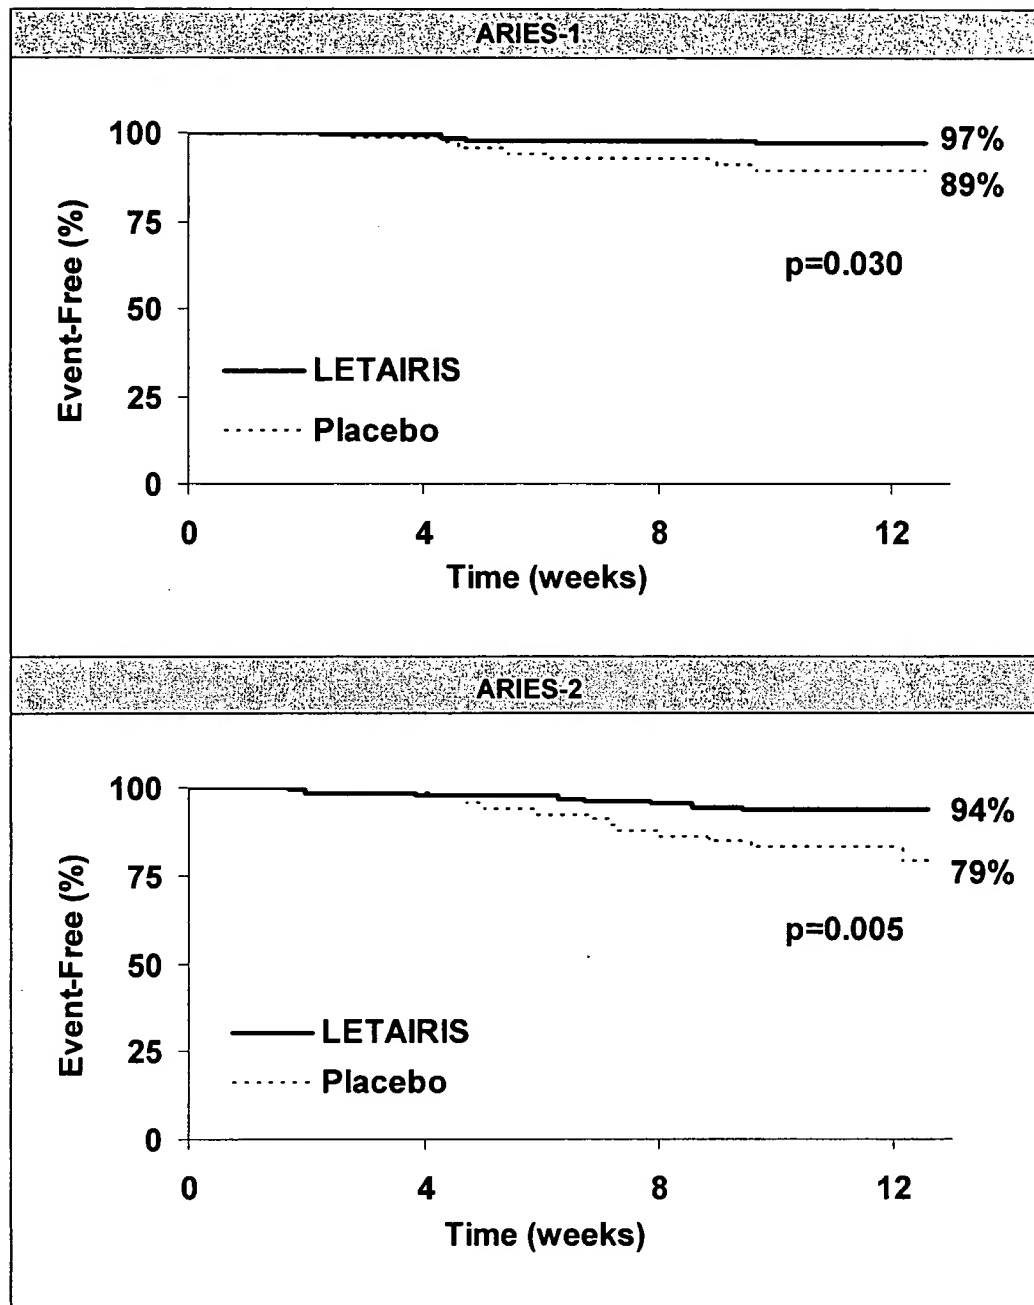 ARIES-1
100
75
50
25
0
Event-Free (%)
97%
89%
p=0.030
LETAIRIS
Placebo
0 4 8 12
Time (weeks)
ARIES-2
100
75
50
25
0
Event-Free (%)
94%
79%
p=0.005
LETAIRIS
Placebo
0 4 8 12
Time (weeks)